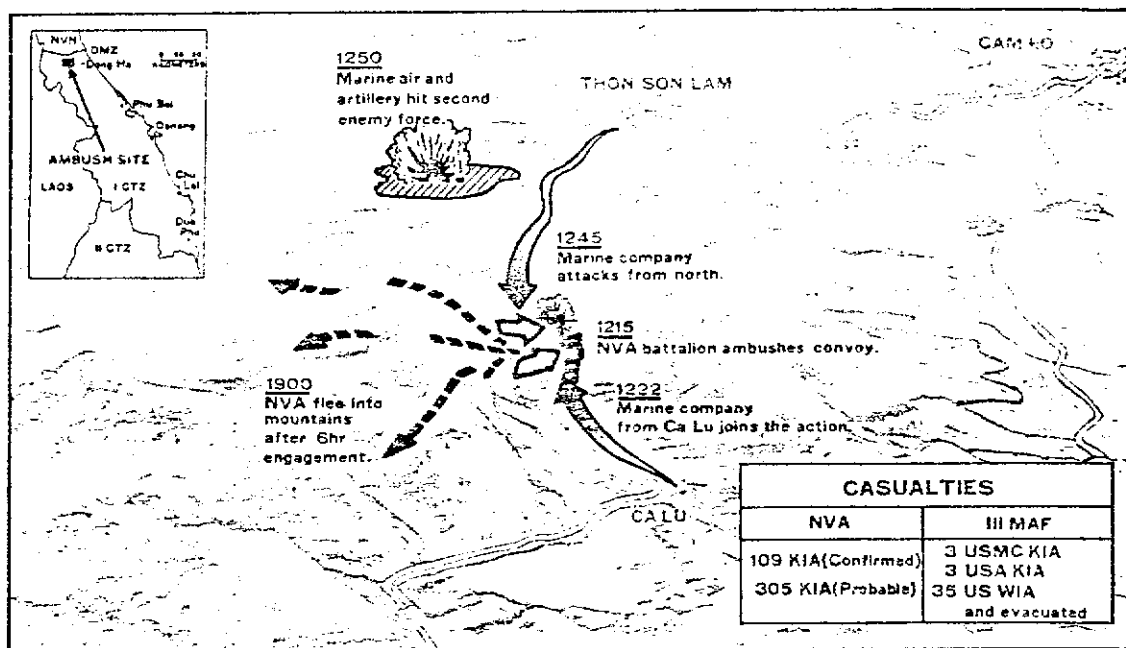 NVN
DMZ
Dong Ha
Phu Bai
Danang
AMBUSH SITE
LAOS
I CTZ
Chu
Lai
II CTZ
1250
Marine air and
artillery hit second
enemy force.
THON SON LAM
CAM LO
1245
Marine company
attacks from north.
1215
NVA battalion ambushes convoy.
1900
NVA flee into
mountains
after 6hr
engagement.
1222
Marine company
from Ca Lu joins the action.
CA LU
CASUALTIES
NVA
III MAF
109 KIA (Confirmed)
305 KIA (Probable)
3 USMC KIA
3 USA KIA
35 US WIA
and evacuated